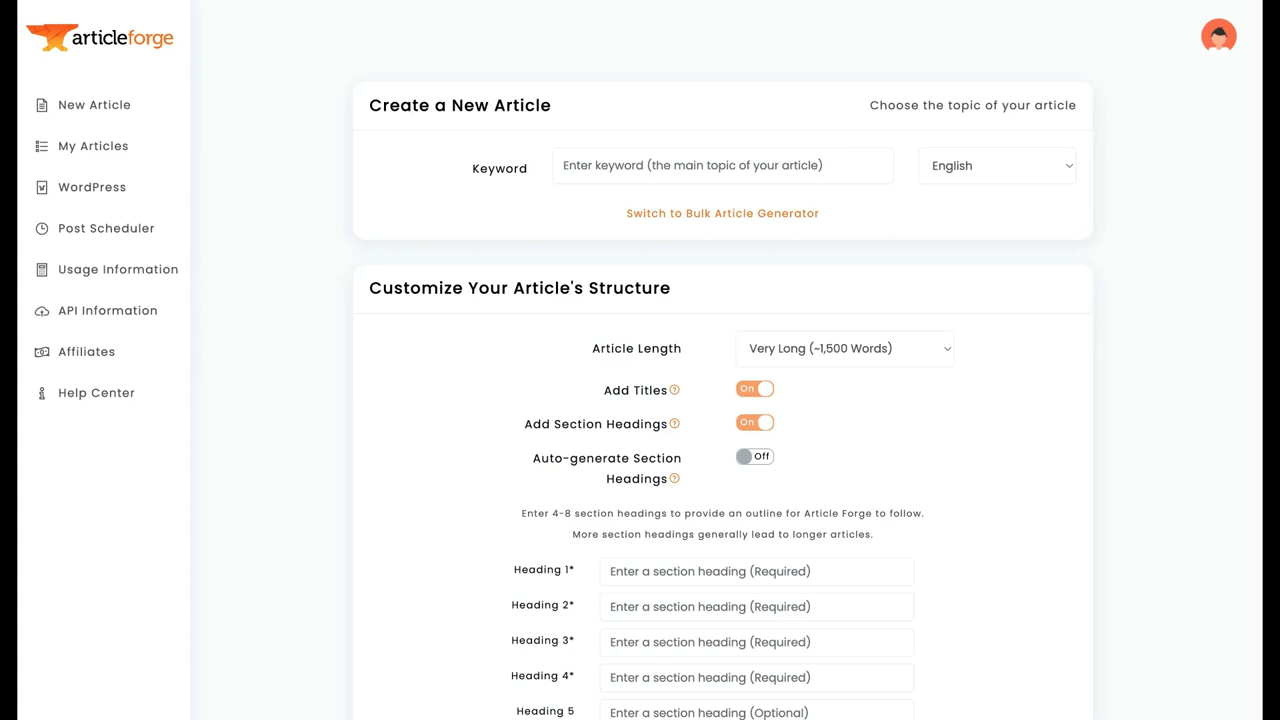 articleforge
New Article
My Articles
WordPress
Post Scheduler
Usage Information
API Information
Affiliates
Help Center
Create a New Article
Choose the topic of your article
Keyword
Enter keyword (the main topic of your article)
English
Switch to Bulk Article Generator
Customize Your Article's Structure
Article Length
Very Long (~1,500 Words)
Add Titles
On
Add Section Headings
On
Auto-generate Section
Headings
Off
Enter 4-8 section headings to provide an outline for Article Forge to follow.
More section headings generally lead to longer articles.
Heading 1*
Enter a section heading (Required)
Heading 2*
Enter a section heading (Required)
Heading 3*
Enter a section heading (Required)
Heading 4*
Enter a section heading (Required)
Heading 5
Enter a section heading (Optional)